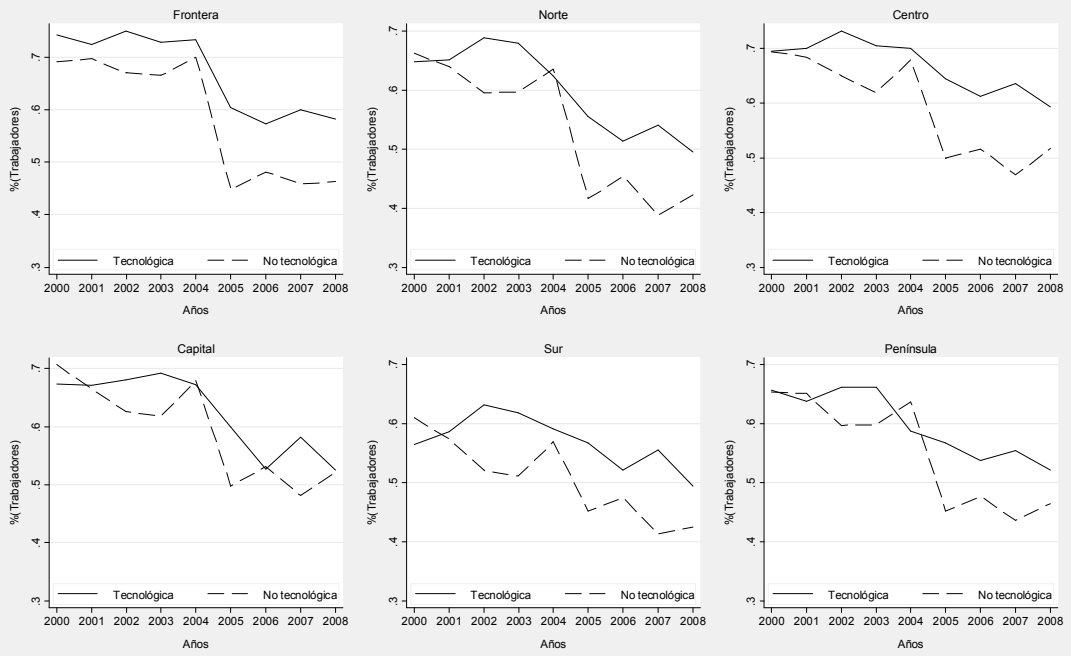 Frontera
%(Trabajadores)
.7
.6
.5
.4
.3
Tecnológica No tecnológica
2000 2001 2002 2003 2004 2005 2006 2007 2008
Años
Norte
%(Trabajadores)
.7
.6
.5
.4
.3
Tecnológica No tecnológica
2000 2001 2002 2003 2004 2005 2006 2007 2008
Años
Centro
%(Trabajadores)
.7
.6
.5
.4
.3
Tecnológica No tecnológica
2000 2001 2002 2003 2004 2005 2006 2007 2008
Años
Capital
%(Trabajadores)
.7
.6
.5
.4
.3
Tecnológica No tecnológica
2000 2001 2002 2003 2004 2005 2006 2007 2008
Años
Sur
%(Trabajadores)
.7
.6
.5
.4
.3
Tecnológica No tecnológica
2000 2001 2002 2003 2004 2005 2006 2007 2008
Años
Península
%(Trabajadores)
.7
.6
.5
.4
.3
Tecnológica No tecnológica
2000 2001 2002 2003 2004 2005 2006 2007 2008
Años